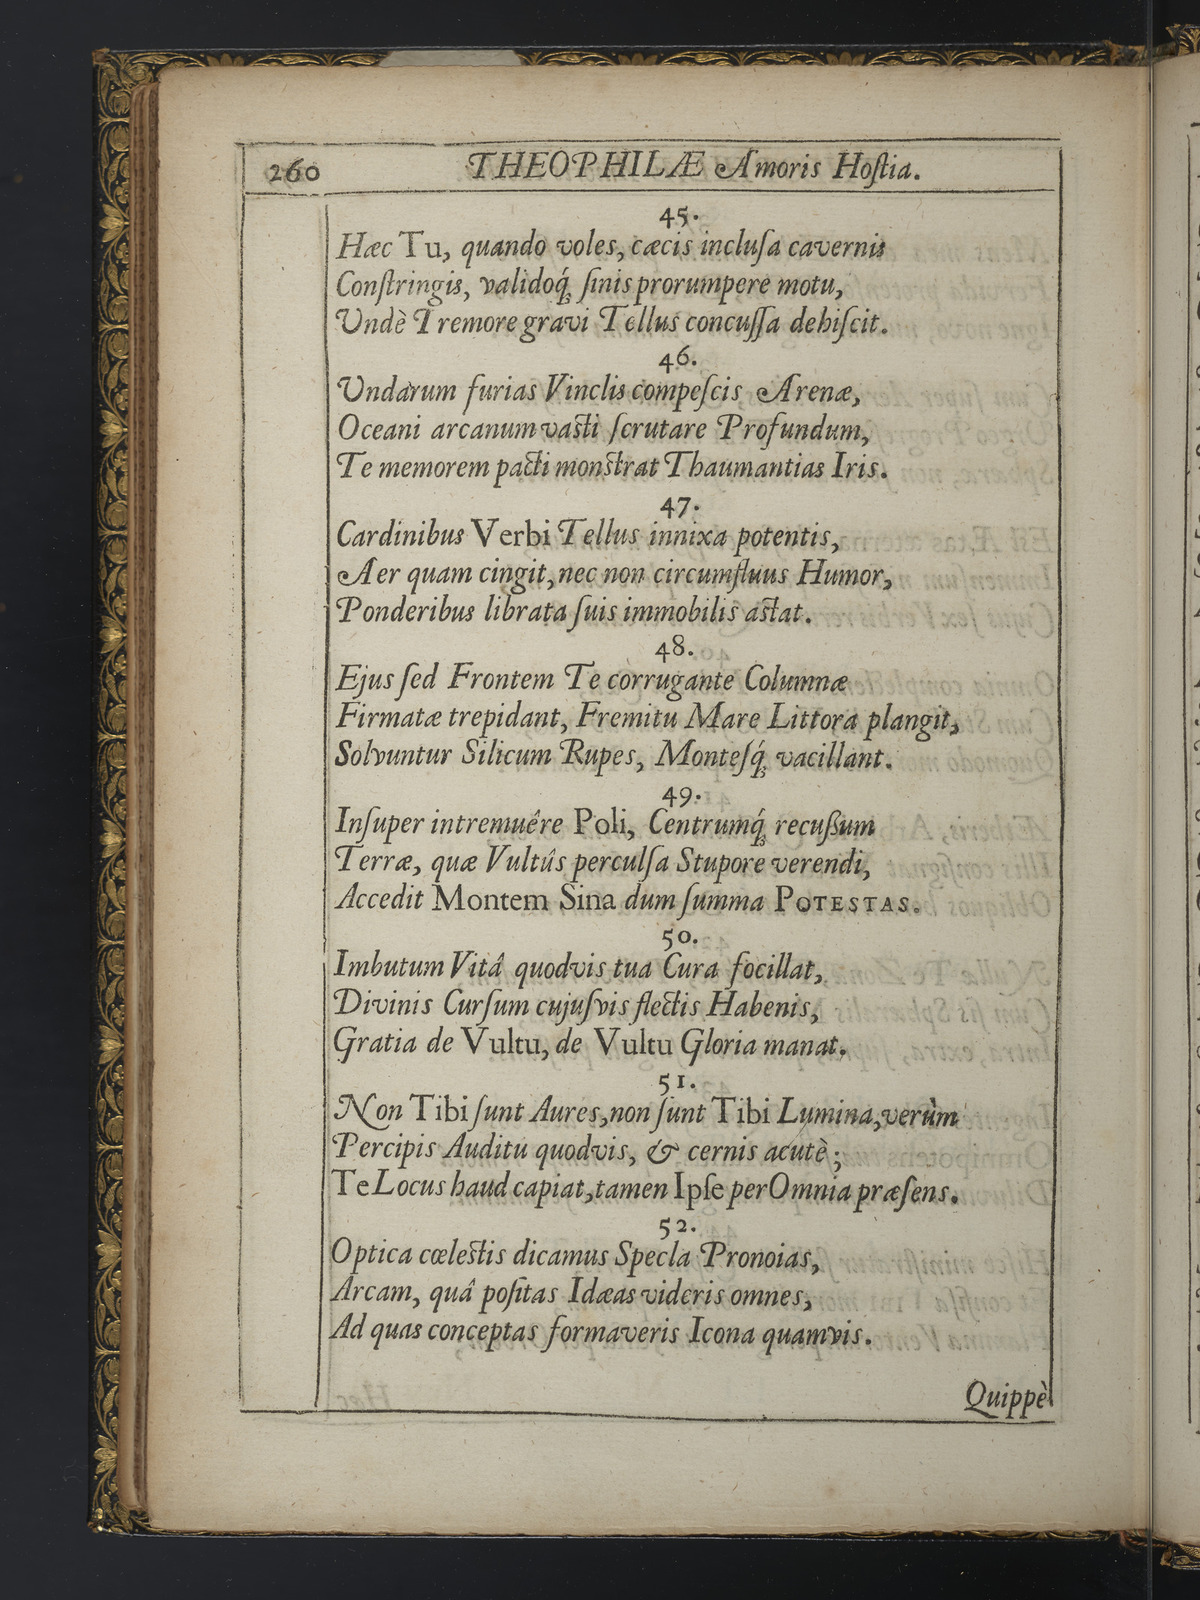 260
THEOPHILÆ Amoris Hoſtia.
45.
Hæc Tu, quando voles, cæcis incluſa cavernis
Conſtringis, validoq́; ſinis prorumpere motu,
Undè Tremore gravi Tellus concuſſa dehiſcit.
46.
Undarum furias Vinclis compeſcis Arenæ,
Oceani arcanum vaſti ſcrutare Profundum,
Te memorem pacti monſtrat Thaumantias Iris.
47.
Cardinibus Verbi Tellus innixa potentis,
Aer quam cingit, nec non circumfluus Humor,
Ponderibus librata ſuis immobilis aſtat.
48.
Ejus ſed Frontem Te corrugante Columnæ
Firmatæ trepidant, Fremitu Mare Littora plangit,
Solvuntur Silicum Rupes, Monteſq́; vacillant.
49.
Inſuper intremuêre Poli, Centrumq́; recußum
Terræ, quæ Vultûs perculſa Stupore verendi,
Accedit Montem Sina dum ſumma POTESTAS.
50.
Imbutum Vitâ quodvis tua Cura focillat,
Divinis Curſum cujuſvis flectis Habenis,
Gratia de Vultu, de Vultu Gloria manat.
51.
Non Tibi ſunt Aures, non ſunt Tibi Lumina, verùm
Percipis Auditu quodvis, & cernis acutè;
Te Locus haud capiat, tamen Ipſe per Omnia præſens.
52.
Optica cœleſtis dicamus Specla Pronoias,
Arcam, quâ poſitas Idæas videris omnes,
Ad quas conceptas formaveris Icona quamvis.
Quippè